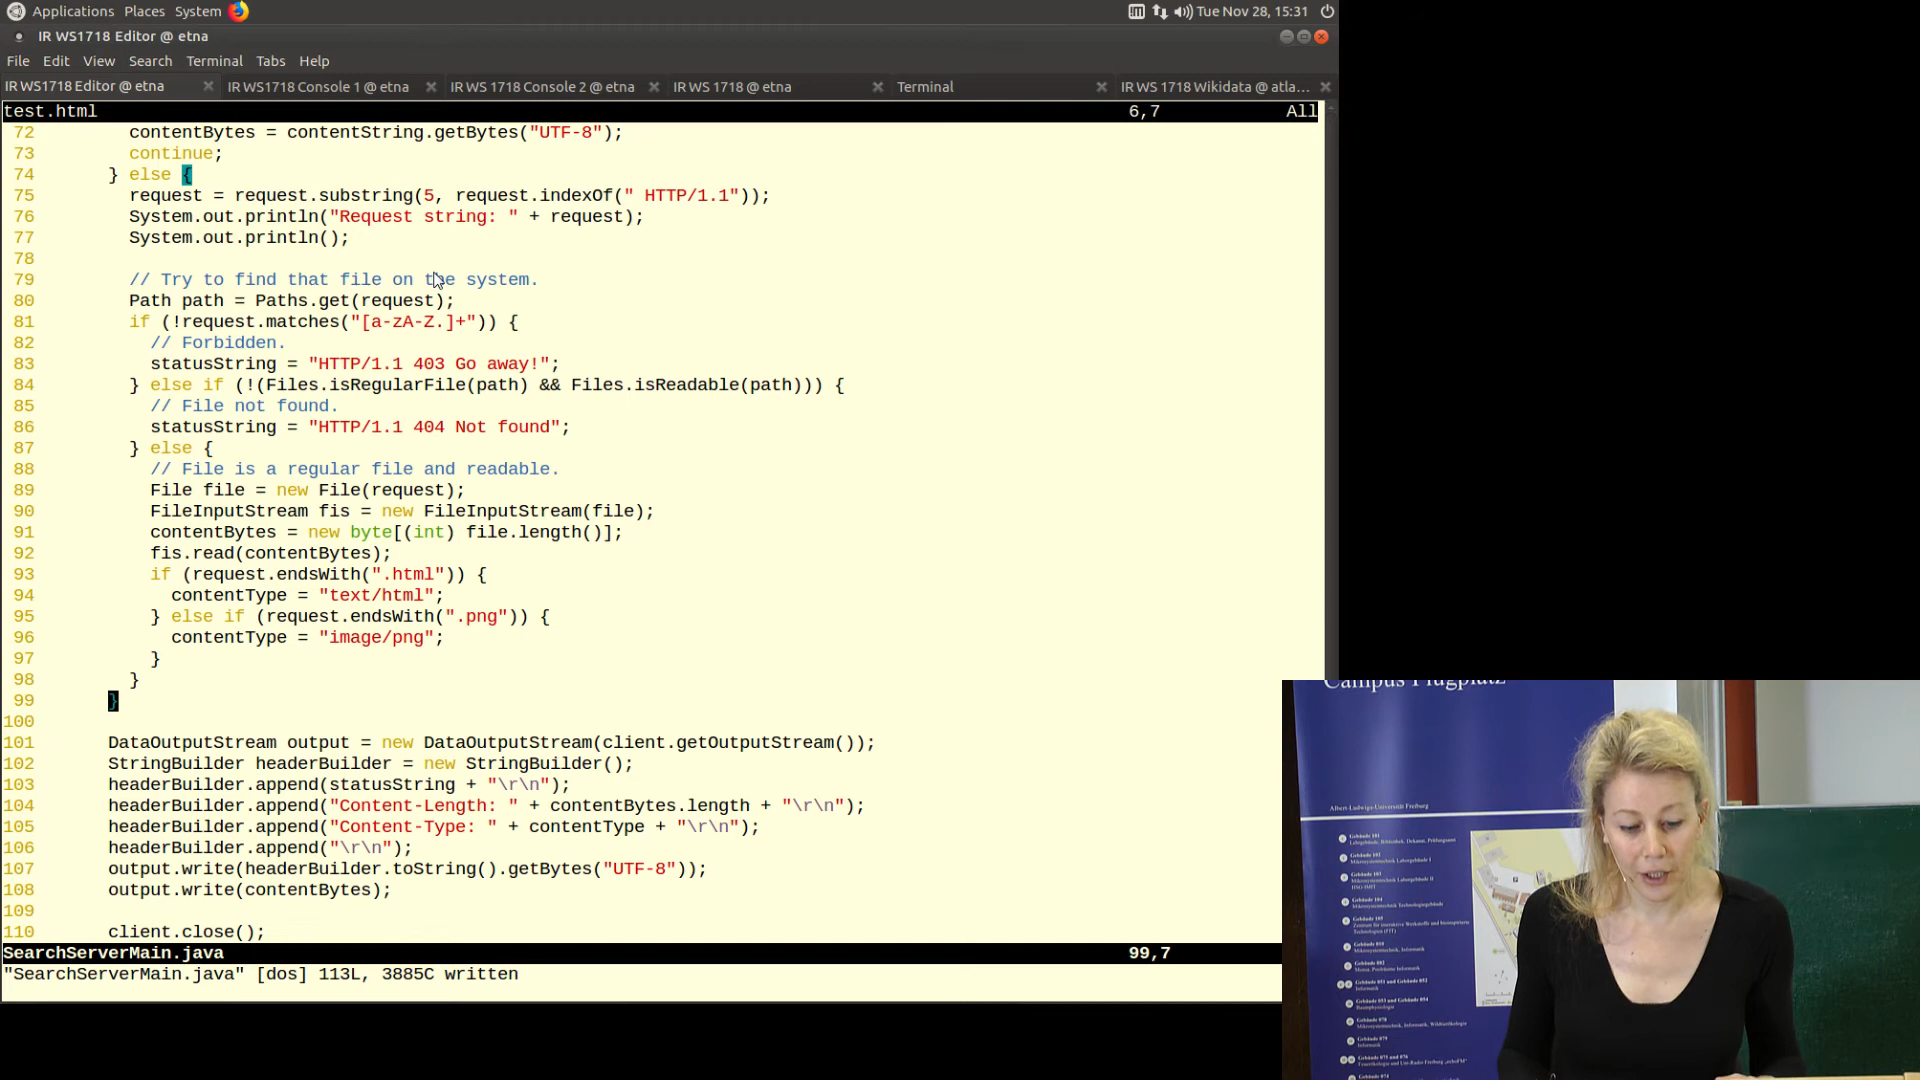 Applications Places System
Tue Nov 28, 15:31
IR WS1718 Editor @ etna
File Edit View Search Terminal Tabs Help
IR WS1718 Editor @ etna IR WS1718 Console 1 @ etna IR WS 1718 Console 2 @ etna IR WS 1718 @ etna Terminal IR WS 1718 Wikidata @ atla...
test.html 6,7 All
72 contentBytes = contentString.getBytes("UTF-8");
73 continue;
74 } else {
75 request = request.substring(5, request.indexOf(" HTTP/1.1"));
76 System.out.println("Request string: " + request);
77 System.out.println();
78
79 // Try to find that file on the system.
80 Path path = Paths.get(request);
81 if (!request.matches("[a-zA-Z.]+")) {
82 // Forbidden.
83 statusString = "HTTP/1.1 403 Go away!";
84 } else if (!(Files.isRegularFile(path) && Files.isReadable(path))) {
85 // File not found.
86 statusString = "HTTP/1.1 404 Not found";
87 } else {
88 // File is a regular file and readable.
89 File file = new File(request);
90 FileInputStream fis = new FileInputStream(file);
91 contentBytes = new byte[(int) file.length()];
92 fis.read(contentBytes);
93 if (request.endsWith(".html")) {
94 contentType = "text/html";
95 } else if (request.endsWith(".png")) {
96 contentType = "image/png";
97 }
98 }
99 }
100
101 DataOutputStream output = new DataOutputStream(client.getOutputStream());
102 StringBuilder headerBuilder = new StringBuilder();
103 headerBuilder.append(statusString + "\r\n");
104 headerBuilder.append("Content-Length: " + contentBytes.length + "\r\n");
105 headerBuilder.append("Content-Type: " + contentType + "\r\n");
106 headerBuilder.append("\r\n");
107 output.write(headerBuilder.toString().getBytes("UTF-8"));
108 output.write(contentBytes);
109
110 client.close();
SearchServerMain.java 99,7
"SearchServerMain.java" [dos] 113L, 3885C written
Campus Flugplatz
Albert-Ludwigs-Universität Freiburg
Gebäude 101